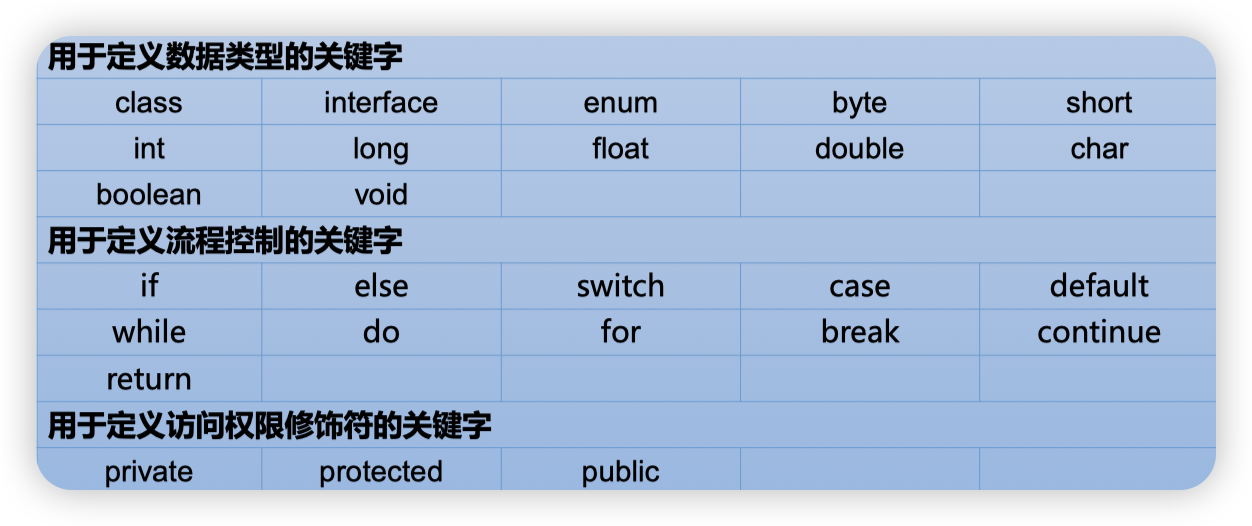 用于定义数据类型的关键字
class interface enum byte short
int long float double char
boolean void
用于定义流程控制的关键字
if else switch case default
while do for break continue
return
用于定义访问权限修饰符的关键字
private protected public